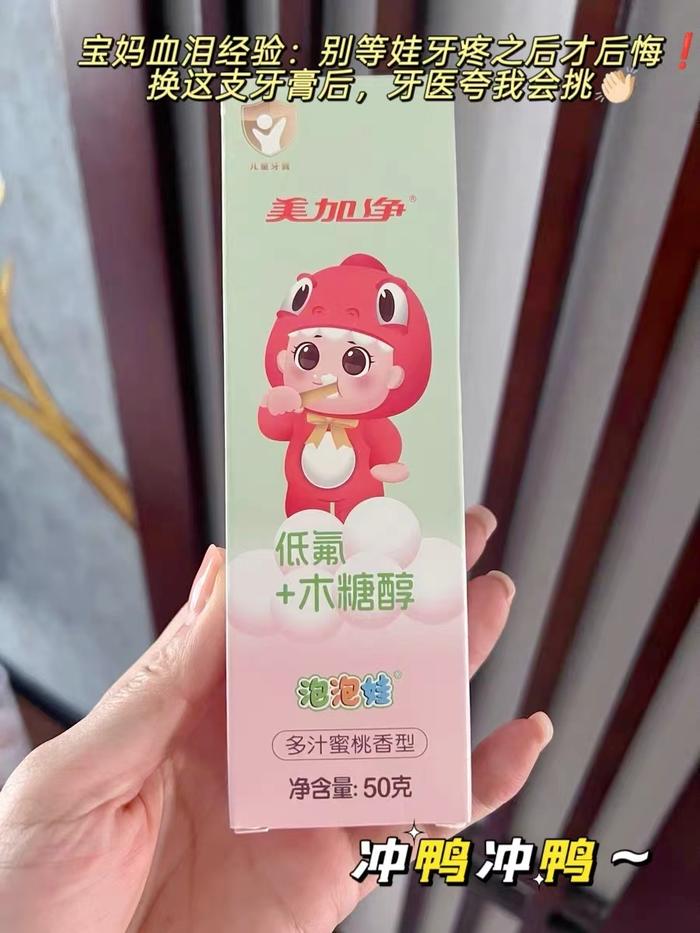 宝妈血泪经验：别等娃牙疼之后才后悔❗
换这支牙膏后，牙医夸我会挑👏🏻
儿童牙膏
美加净®
低氟
+木糖醇
泡泡娃®
多汁蜜桃香型
净含量:50克
冲鸭冲鸭～